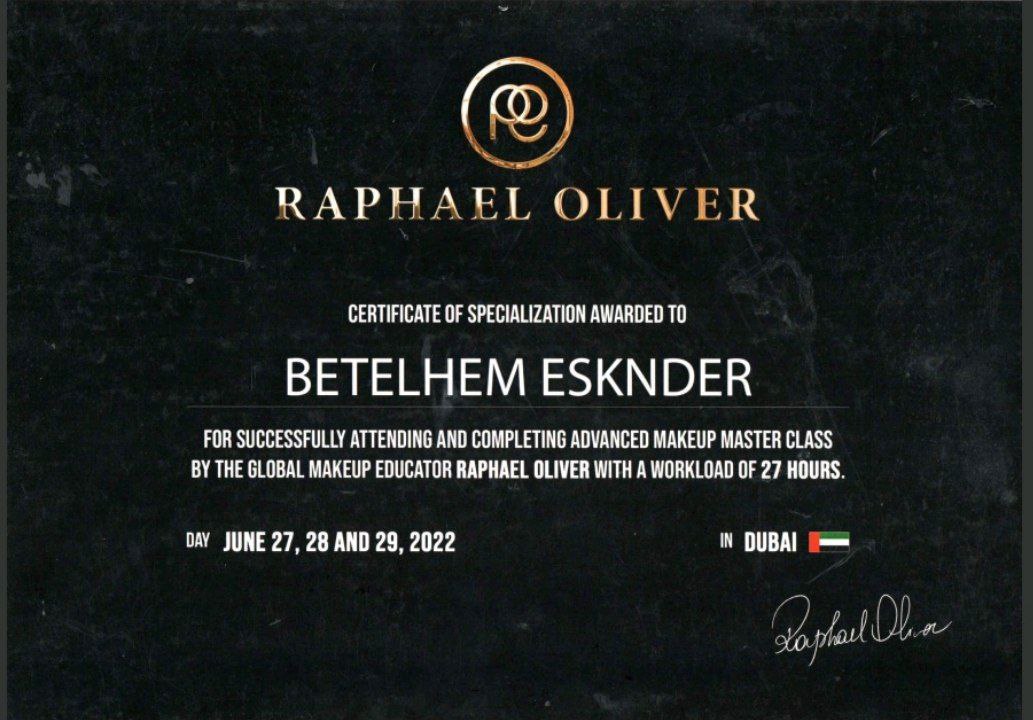 RAPHAEL OLIVER
CERTIFICATE OF SPECIALIZATION AWARDED TO
BETELHEM ESKNDER
FOR SUCCESSFULLY ATTENDING AND COMPLETING ADVANCED MAKEUP MASTER CLASS
BY THE GLOBAL MAKEUP EDUCATOR RAPHAEL OLIVER WITH A WORKLOAD OF 27 HOURS.
DAY JUNE 27, 28 AND 29, 2022 IN DUBAI
Raphael Oliver